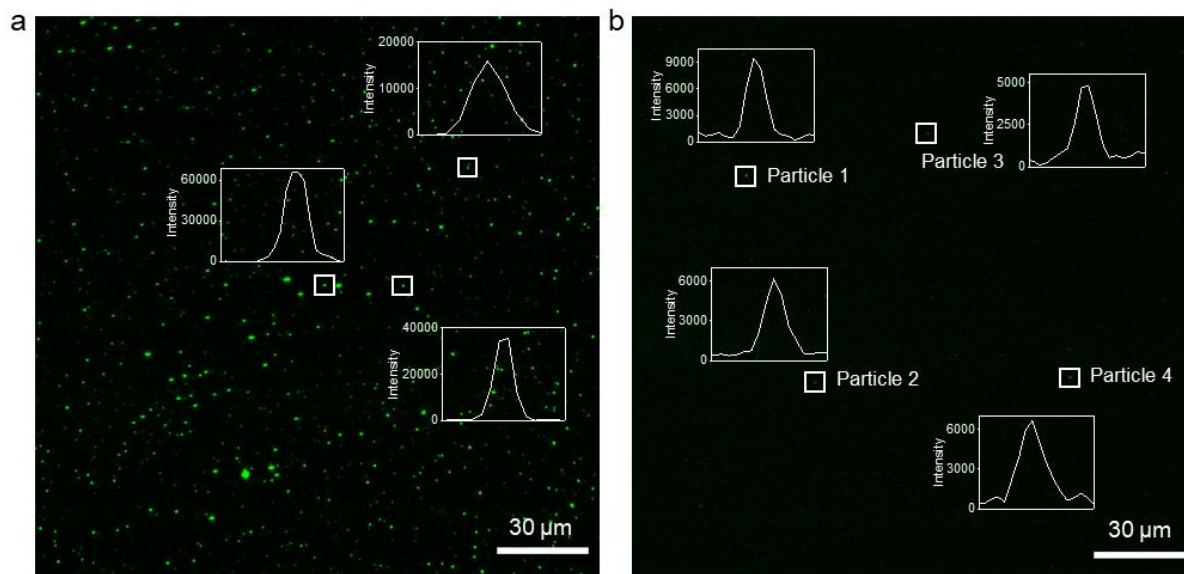 a
20000
10000
0
Intensity
60000
30000
0
Intensity
40000
20000
0
Intensity
30 µm
b
9000
6000
3000
0
Intensity
Particle 1
5000
2500
0
Intensity
Particle 3
6000
3000
0
Intensity
Particle 2
Particle 4
6000
3000
0
Intensity
30 µm